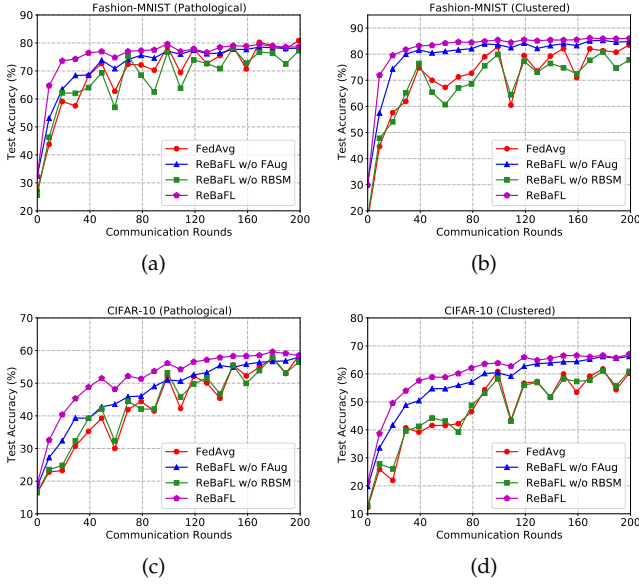 Fashion-MNIST (Pathological)
Test Accuracy (%)
90
80
70
60
50
40
30
20
FedAvg
ReBaFL w/o FAug
ReBaFL w/o RBSM
ReBaFL
0 40 80 120 160 200
Communication Rounds
(a)
Fashion-MNIST (Clustered)
Test Accuracy (%)
100
90
80
70
60
50
40
30
20
FedAvg
ReBaFL w/o FAug
ReBaFL w/o RBSM
ReBaFL
0 40 80 120 160 200
Communication Rounds
(b)
CIFAR-10 (Pathological)
Test Accuracy (%)
70
60
50
40
30
20
10
FedAvg
ReBaFL w/o FAug
ReBaFL w/o RBSM
ReBaFL
0 40 80 120 160 200
Communication Rounds
(c)
CIFAR-10 (Clustered)
Test Accuracy (%)
80
70
60
50
40
30
20
10
FedAvg
ReBaFL w/o FAug
ReBaFL w/o RBSM
ReBaFL
0 40 80 120 160 200
Communication Rounds
(d)